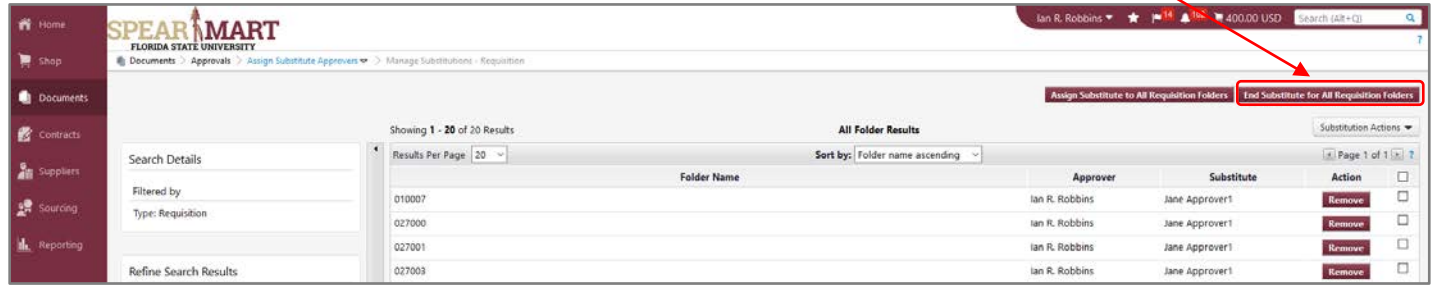 Home
SPEAR MART
FLORIDA STATE UNIVERSITY
Ian R. Robbins 14 400.00 USD Search (Alt+Q)
?
Shop
Documents > Approvals > Assign Substitute Approvers > Manage Substitutions - Requisition
Documents
Assign Substitute to All Requisition Folders End Substitute for All Requisition Folders
Contracts
Showing 1 - 20 of 20 Results All Folder Results Substitution Actions
Search Details
Results Per Page 20 Sort by: Folder name ascending Page 1 of 1 ?
Suppliers
Folder Name Approver Substitute Action
Filtered by
010007 Ian R. Robbins Jane Approver1 Remove
Sourcing
Type: Requisition
027000 Ian R. Robbins Jane Approver1 Remove
Reporting
027001 Ian R. Robbins Jane Approver1 Remove
Refine Search Results
027003 Ian R. Robbins Jane Approver1 Remove